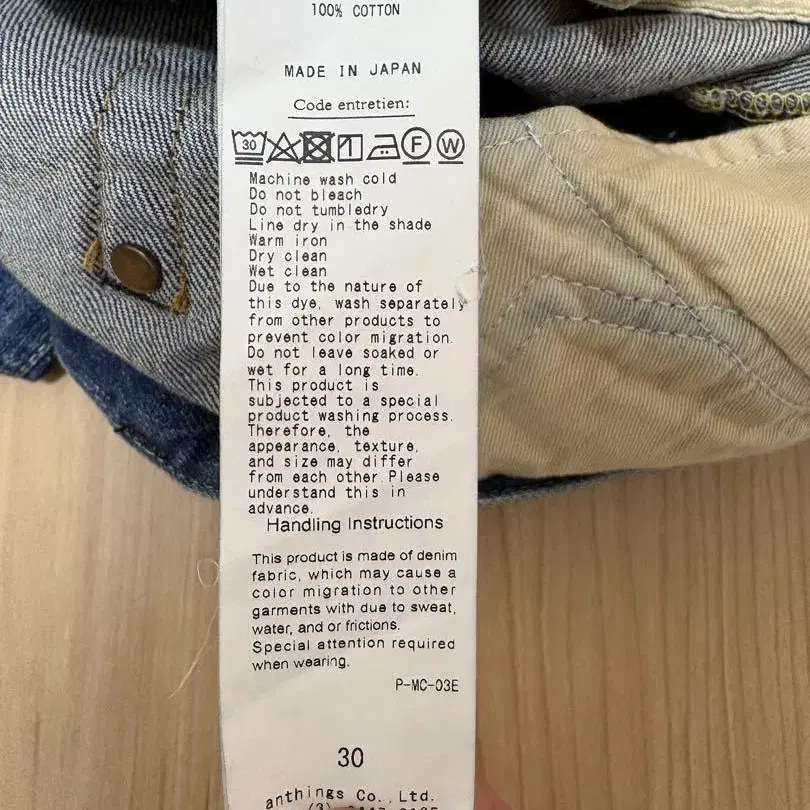 100% COTTON
MADE IN JAPAN
Code entretien:
30 F W
Machine wash cold
Do not bleach
Do not tumbledry
Line dry in the shade
Warm iron
Dry clean
Wet clean
Due to the nature of
this dye, wash separately
from other products to
prevent color migration.
Do not leave soaked or
wet for a long time.
This product is
subjected to a special
product washing process.
Therefore, the
appearance, texture,
and size may differ
from each other.Please
understand this in
advance.
Handling Instructions
This product is made of denim
fabric, which may cause a
color migration to other
garments with due to sweat,
water, and or frictions.
Special attention required
when wearing.
P-MC-03E
30
anthings Co., Ltd.